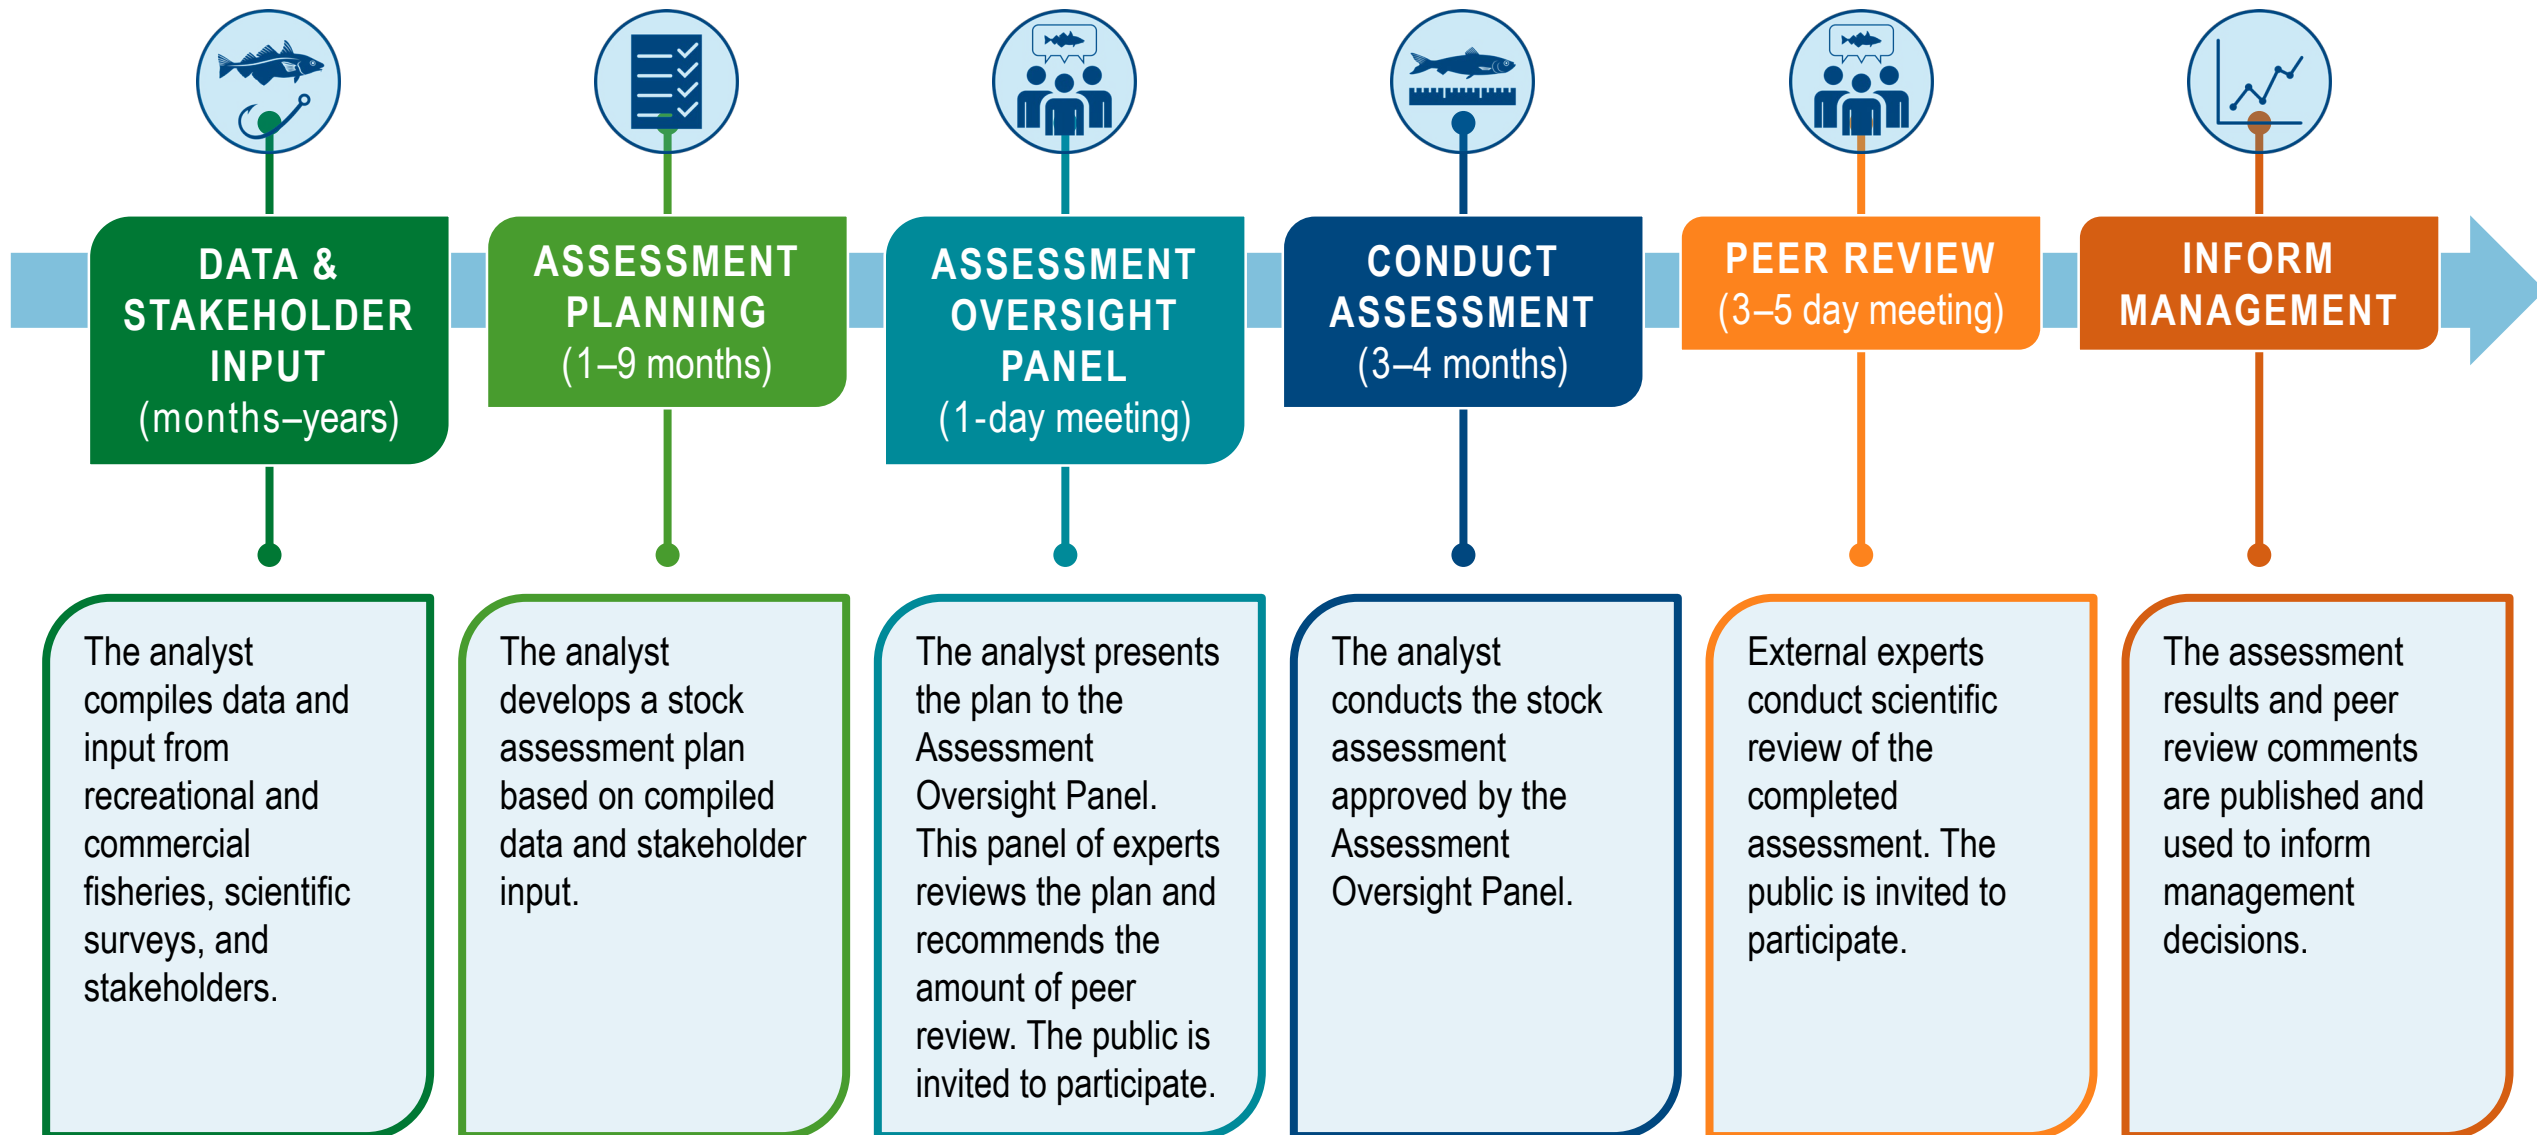 DATA &
STAKEHOLDER
INPUT
(months–years)
ASSESSMENT
PLANNING
(1–9 months)
ASSESSMENT
OVERSIGHT
PANEL
(1-day meeting)
CONDUCT
ASSESSMENT
(3–4 months)
PEER REVIEW
(3–5 day meeting)
INFORM
MANAGEMENT
The analyst
compiles data and
input from
recreational and
commercial
fisheries, scientific
surveys, and
stakeholders.
The analyst
develops a stock
assessment plan
based on compiled
data and stakeholder
input.
The analyst presents
the plan to the
Assessment
Oversight Panel.
This panel of experts
reviews the plan and
recommends the
amount of peer
review. The public is
invited to participate.
The analyst
conducts the stock
assessment
approved by the
Assessment
Oversight Panel.
External experts
conduct scientific
review of the
completed
assessment. The
public is invited to
participate.
The assessment
results and peer
review comments
are published and
used to inform
management
decisions.